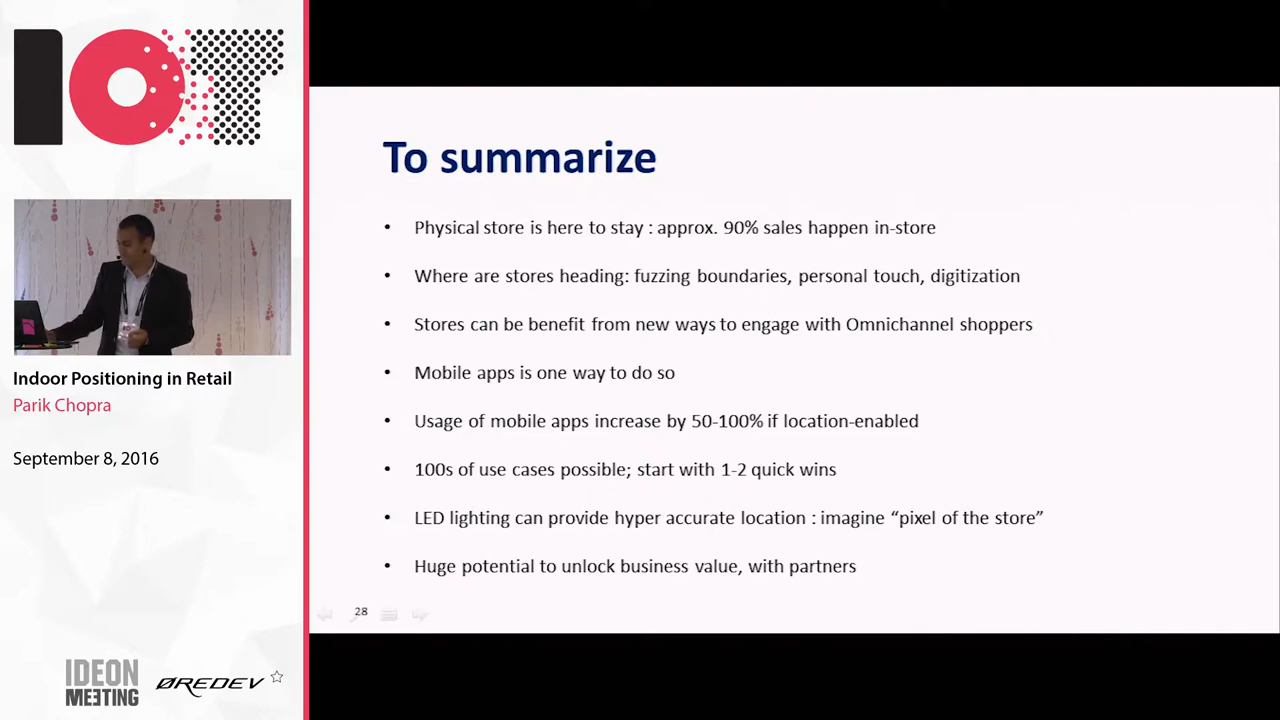 IOT
Indoor Positioning in Retail
Parik Chopra
September 8, 2016
IDEON
MEETING
ØREDEV
To summarize
• Physical store is here to stay : approx. 90% sales happen in-store
• Where are stores heading: fuzzing boundaries, personal touch, digitization
• Stores can be benefit from new ways to engage with Omnichannel shoppers
• Mobile apps is one way to do so
• Usage of mobile apps increase by 50-100% if location-enabled
• 100s of use cases possible; start with 1-2 quick wins
• LED lighting can provide hyper accurate location : imagine “pixel of the store”
• Huge potential to unlock business value, with partners
28